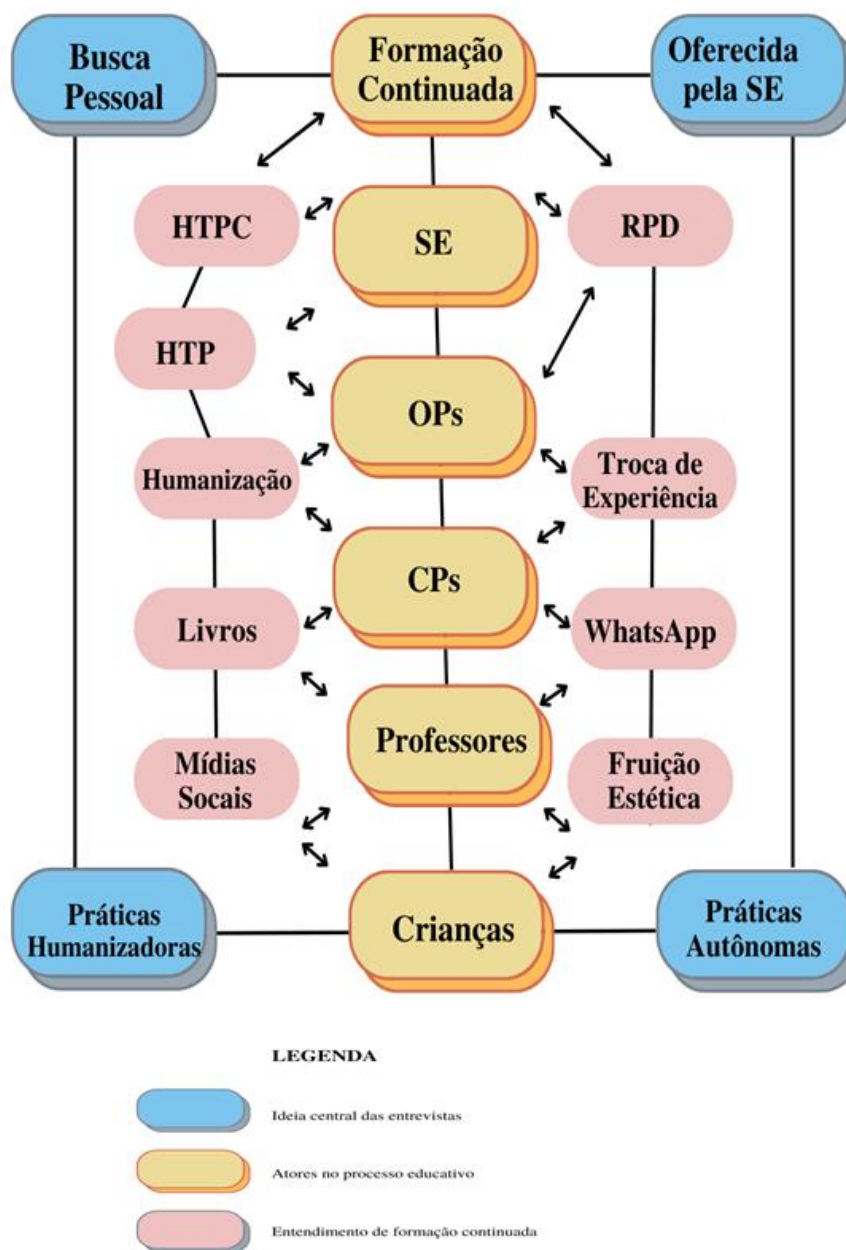 Busca
Pessoal
Formação
Continuada
Oferecida
pela SE
HTPC
SE
RPD
HTP
OPs
Humanização
Troca de
Experiência
CPs
Livros
WhatsApp
Professores
Mídias
Socais
Fruição
Estética
Práticas
Humanizadoras
Crianças
Práticas
Autônomas
LEGENDA
Ideia central das entrevistas
Atores no processo educativo
Entendimento de formação continuada